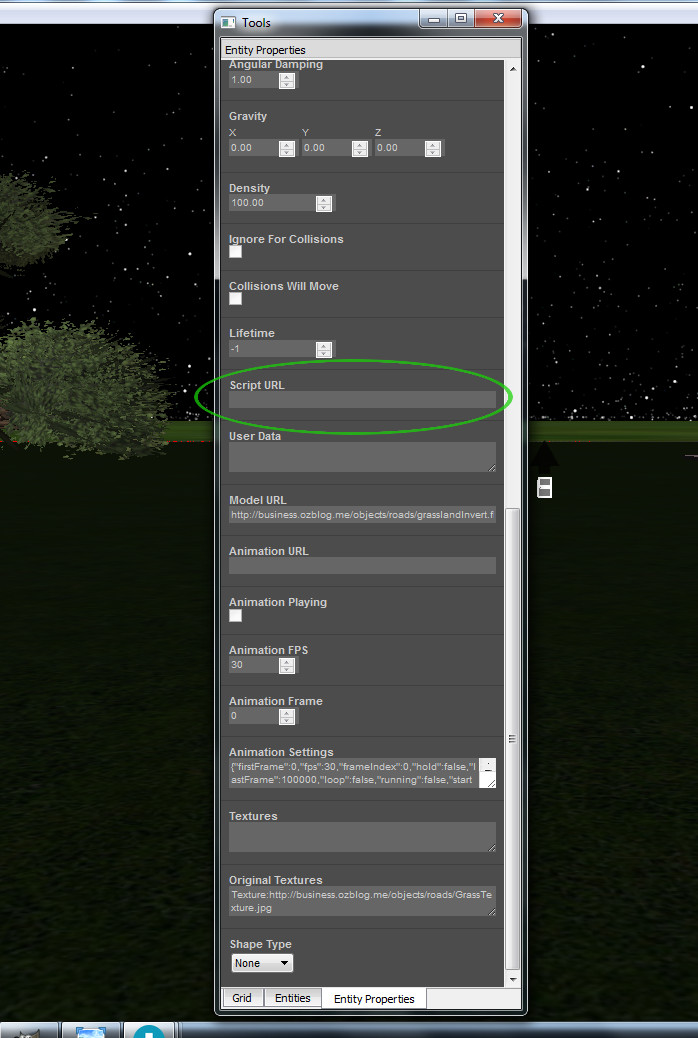 Tools
Entity Properties
Angular Damping
1.00
Gravity
X Y Z
0.00 0.00 0.00
Density
100.00
Ignore For Collisions
Collisions Will Move
Lifetime
-1
Script URL
User Data
Model URL
http://business.ozblog.me/objects/roads/grasslandInvert.f
Animation URL
Animation Playing
Animation FPS
30
Animation Frame
0
Animation Settings
{"firstFrame":0,"fps":30,"frameIndex":0,"hold":false,"l
astFrame":100000,"loop":false,"running":false,"start
Textures
Original Textures
Texture:http://business.ozblog.me/objects/roads/GrassTe
xture.jpg
Shape Type
None
Grid Entities Entity Properties